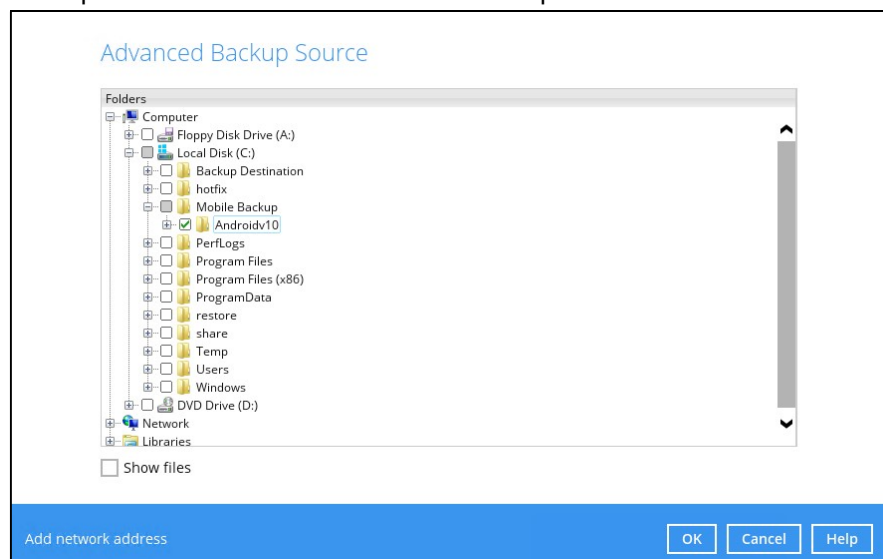 Advanced Backup Source
Folders
Computer
Floppy Disk Drive (A:)
Local Disk (C:)
Backup Destination
hotfix
Mobile Backup
Androidv10
PerfLogs
Program Files
Program Files (x86)
ProgramData
restore
share
Temp
Users
Windows
DVD Drive (D:)
Network
Libraries
Show files
Add network address
OK
Cancel
Help